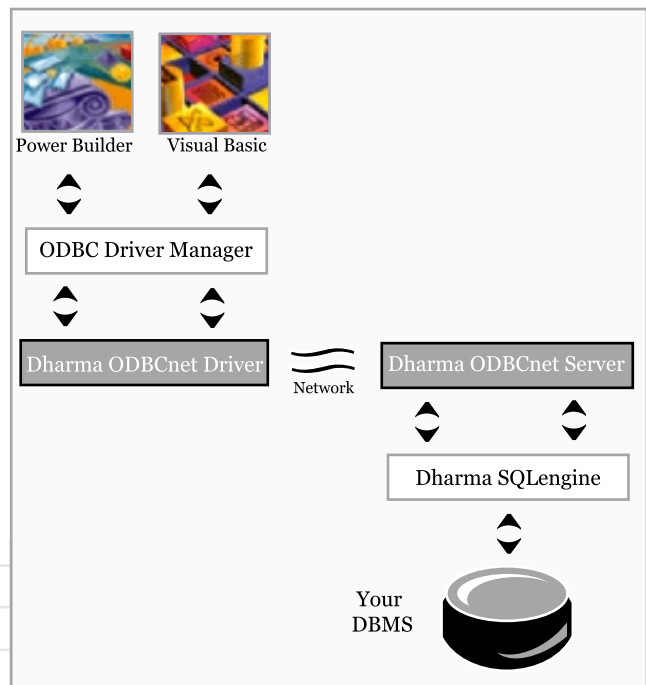 Power Builder
Visual Basic
ODBC Driver Manager
Dharma ODBCnet Driver
Network
Dharma ODBCnet Server
Dharma SQLengine
Your
DBMS